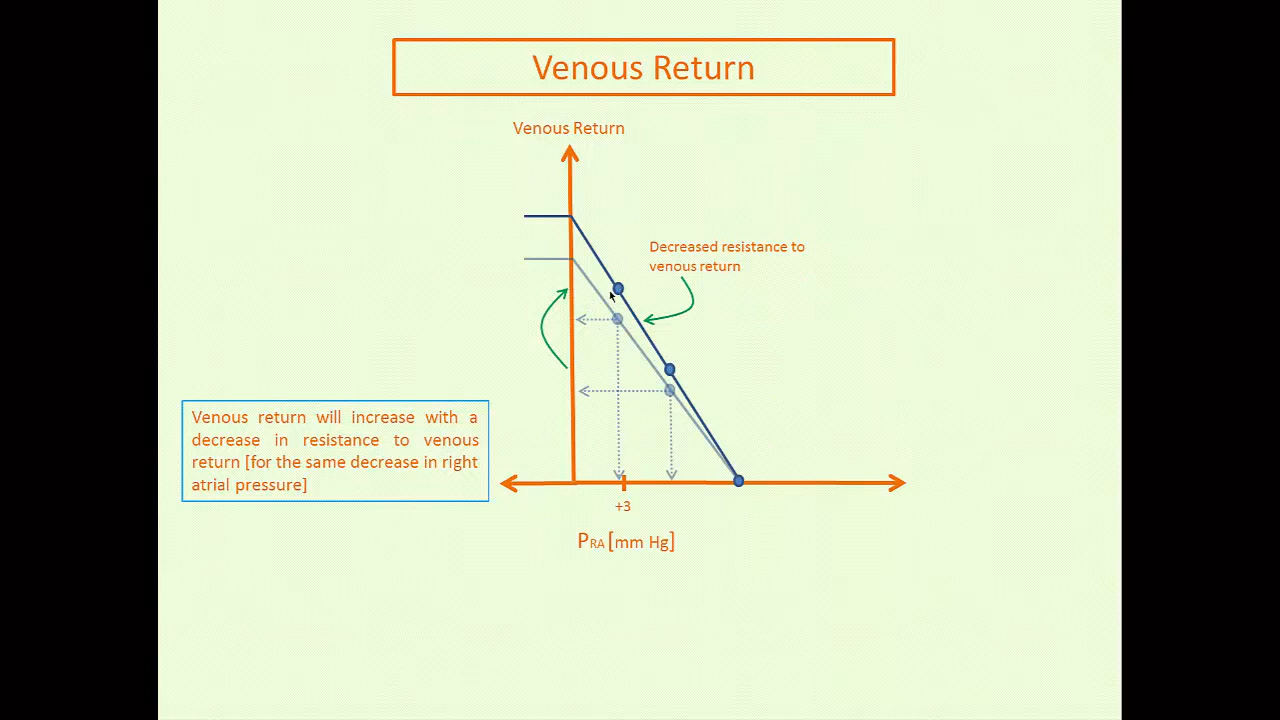 Venous Return
Venous Return
Decreased resistance to
venous return
Venous return will increase with a
decrease in resistance to venous
return [for the same decrease in right
atrial pressure]
+3
PRA [mm Hg]